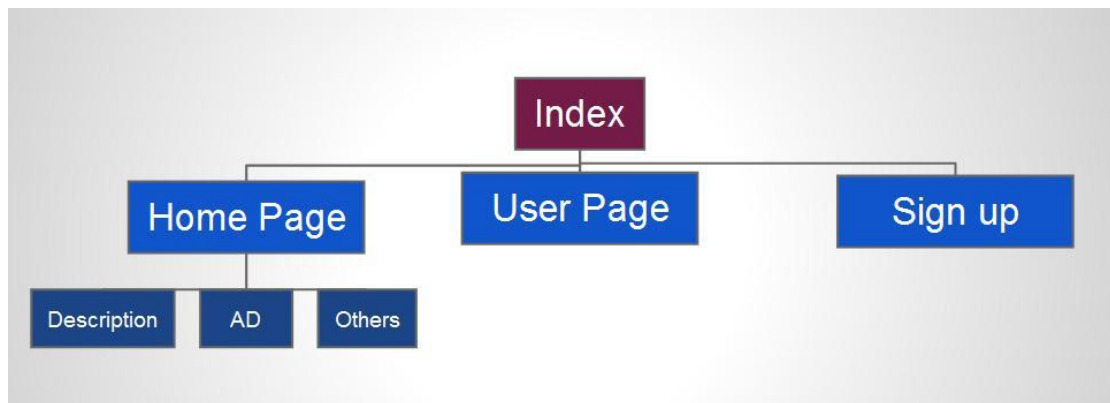 Index
Home Page
User Page
Sign up
Description
AD
Others